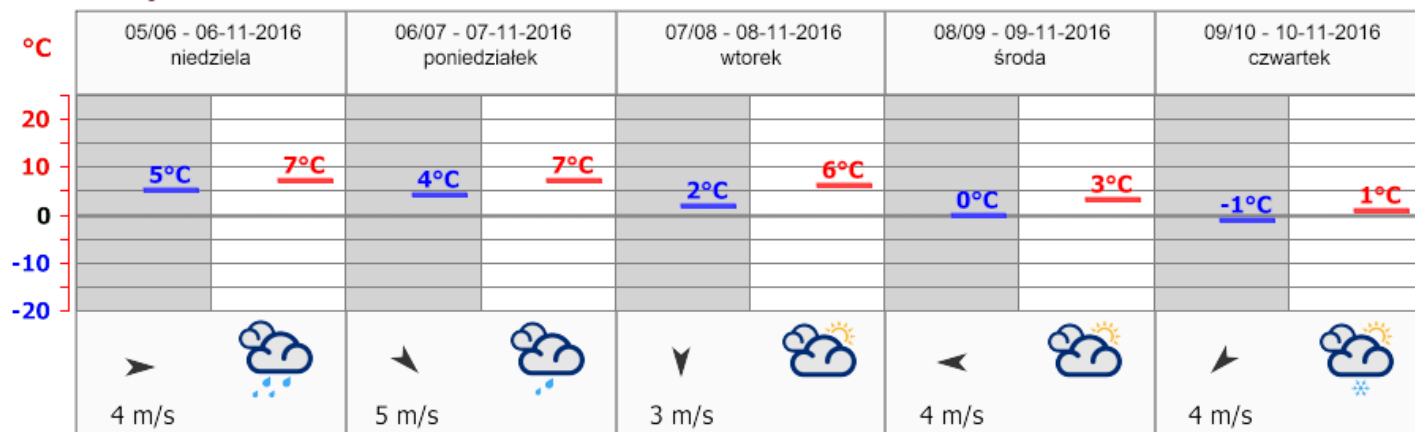 °C
05/06 - 06-11-2016
niedziela
06/07 - 07-11-2016
poniedziałek
07/08 - 08-11-2016
wtorek
08/09 - 09-11-2016
środa
09/10 - 10-11-2016
czwartek
20
10
0
-10
-20
5°C
7°C
4°C
7°C
2°C
6°C
0°C
3°C
-1°C
1°C
4 m/s
5 m/s
3 m/s
4 m/s
4 m/s